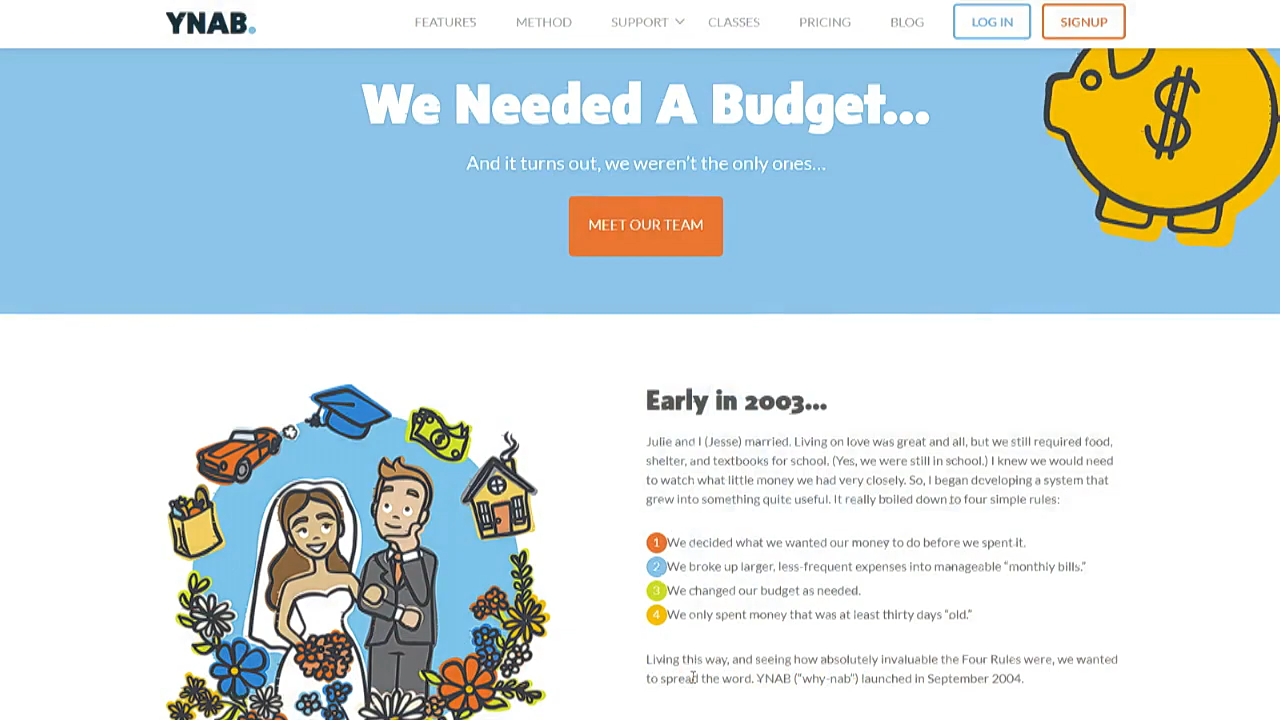 YNAB.
FEATURES METHOD SUPPORT CLASSES PRICING BLOG LOG IN SIGNUP
We Needed A Budget...
And it turns out, we weren't the only ones...
MEET OUR TEAM
$
Early in 2003...
Julie and I (Jesse) married. Living on love was great and all, but we still required food,
shelter, and textbooks for school. (Yes, we were still in school.) I knew we would need
to watch what little money we had very closely. So, I began developing a system that
grew into something quite useful. It really boiled down to four simple rules:
1 We decided what we wanted our money to do before we spent it.
2 We broke up larger, less-frequent expenses into manageable "monthly bills."
3 We changed our budget as needed.
4 We only spent money that was at least thirty days "old."
Living this way, and seeing how absolutely invaluable the Four Rules were, we wanted
to spread the word. YNAB ("why-nab") launched in September 2004.